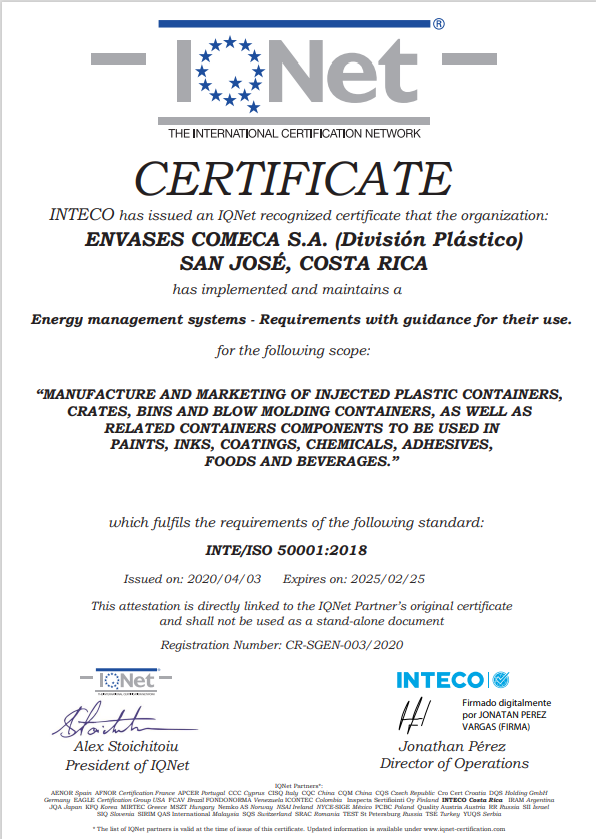 IQNet®
THE INTERNATIONAL CERTIFICATION NETWORK
CERTIFICATE
INTECO has issued an IQNet recognized certificate that the organization:
ENVASES COMECA S.A. (División Plástico)
SAN JOSÉ, COSTA RICA
has implemented and maintains a
Energy management systems - Requirements with guidance for their use.
for the following scope:
“MANUFACTURE AND MARKETING OF INJECTED PLASTIC CONTAINERS,
CRATES, BINS AND BLOW MOLDING CONTAINERS, AS WELL AS
RELATED CONTAINERS COMPONENTS TO BE USED IN
PAINTS, INKS, COATINGS, CHEMICALS, ADHESIVES,
FOODS AND BEVERAGES.”
which fulfils the requirements of the following standard:
INTE/ISO 50001:2018
Issued on: 2020/04/03 Expires on: 2025/02/25
This attestation is directly linked to the IQNet Partner’s original certificate
and shall not be used as a stand-alone document
Registration Number: CR-SGEN-003/2020
IQNet
THE INTERNATIONAL CERTIFICATION NETWORK
Alex Stoichitoiu
President of IQNet
INTECO
Firmado digitalmente
por JONATAN PEREZ
VARGAS (FIRMA)
Jonathan Pérez
Director of Operations
IQNet Partners*:
AENOR Spain AFNOR Certification France APCER Portugal CCC Cyprus CISQ Italy CQC China CQM China CQS Czech Republic Cro Cert Croatia DQS Holding GmbH
Germany EAGLE Certification Group USA FCAV Brazil FONDONORMA Venezuela ICONTEC Colombia Inspecta Sertifiointi Oy Finland INTECO Costa Rica IRAM Argentina
JQA Japan KFQ Korea MIRTEC Greece MSZT Hungary Nemko AS Norway NSAI Ireland NYCE-SIGE México PCBC Poland Quality Austria Austria RR Russia SII Israel
SIQ Slovenia SIRIM QAS International Malaysia SQS Switzerland SRAC Romania TEST St Petersburg Russia TSE Turkey YUQS Serbia
* The list of IQNet partners is valid at the time of issue of this certificate. Updated information is available under www.iqnet-certification.com